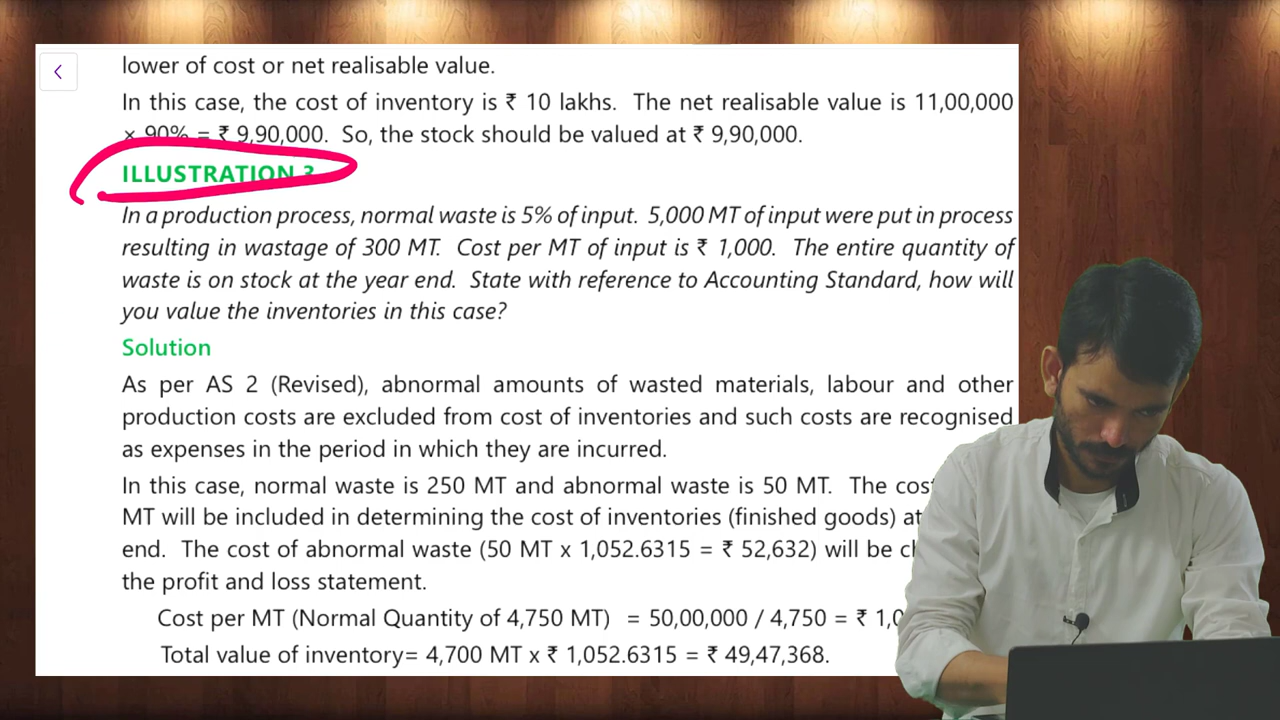 lower of cost or net realisable value.
In this case, the cost of inventory is ₹ 10 lakhs. The net realisable value is 11,00,000
× 90% = ₹ 9,90,000. So, the stock should be valued at ₹ 9,90,000.
ILLUSTRATION 3
In a production process, normal waste is 5% of input. 5,000 MT of input were put in process
resulting in wastage of 300 MT. Cost per MT of input is ₹ 1,000. The entire quantity of
waste is on stock at the year end. State with reference to Accounting Standard, how will
you value the inventories in this case?
Solution
As per AS 2 (Revised), abnormal amounts of wasted materials, labour and other
production costs are excluded from cost of inventories and such costs are recognised
as expenses in the period in which they are incurred.
In this case, normal waste is 250 MT and abnormal waste is 50 MT. The
MT will be included in determining the cost of inventories (finished goods) at
end. The cost of abnormal waste (50 MT x 1,052.6315 = ₹ 52,632) will be
the profit and loss statement.
Cost per MT (Normal Quantity of 4,750 MT) = 50,00,000 / 4,750 = ₹
Total value of inventory= 4,700 MT x ₹ 1,052.6315 = ₹ 49,47,368.